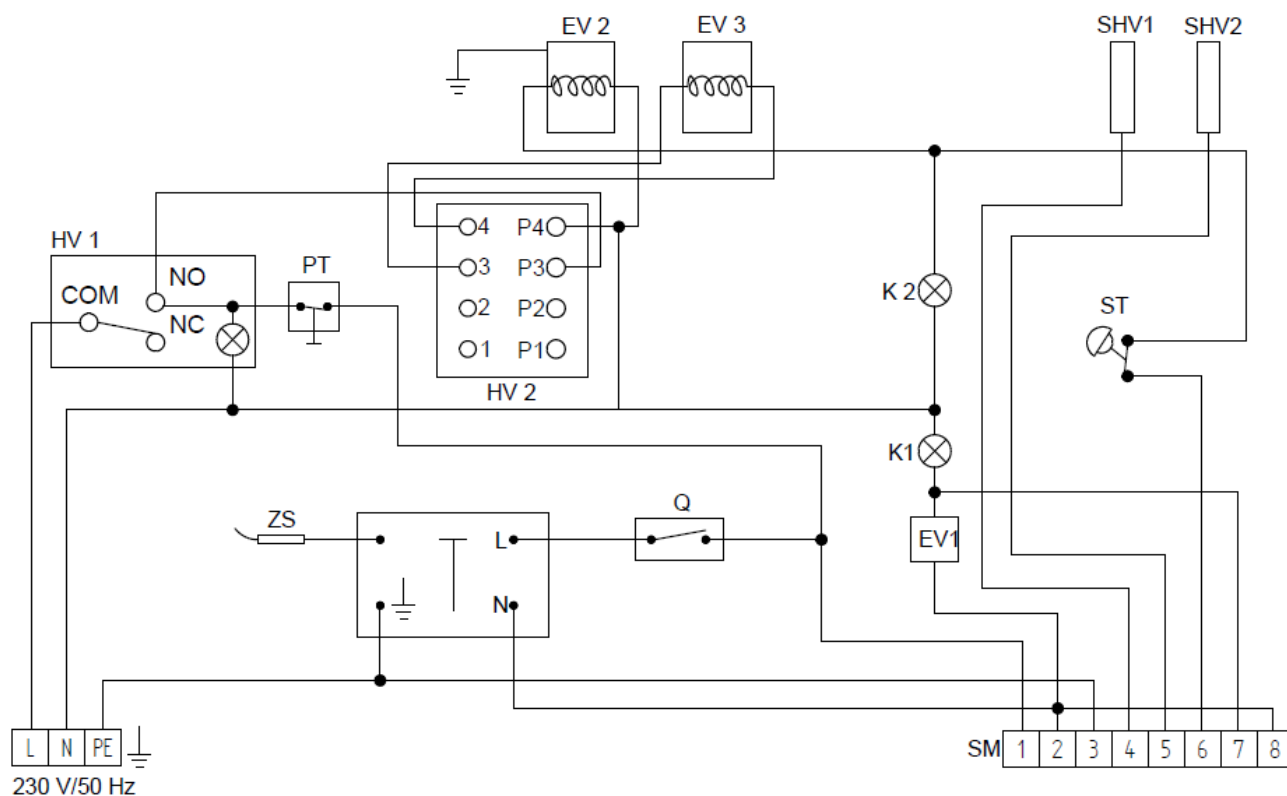 EV 2
EV 3
SHV1
SHV2
HV 1
COM
NO
NC
PT
4
P4
3
P3
2
P2
1
P1
HV 2
K 2
ST
K1
ZS
L
N
Q
EV1
L
N
PE
230 V/50 Hz
SM
1
2
3
4
5
6
7
8